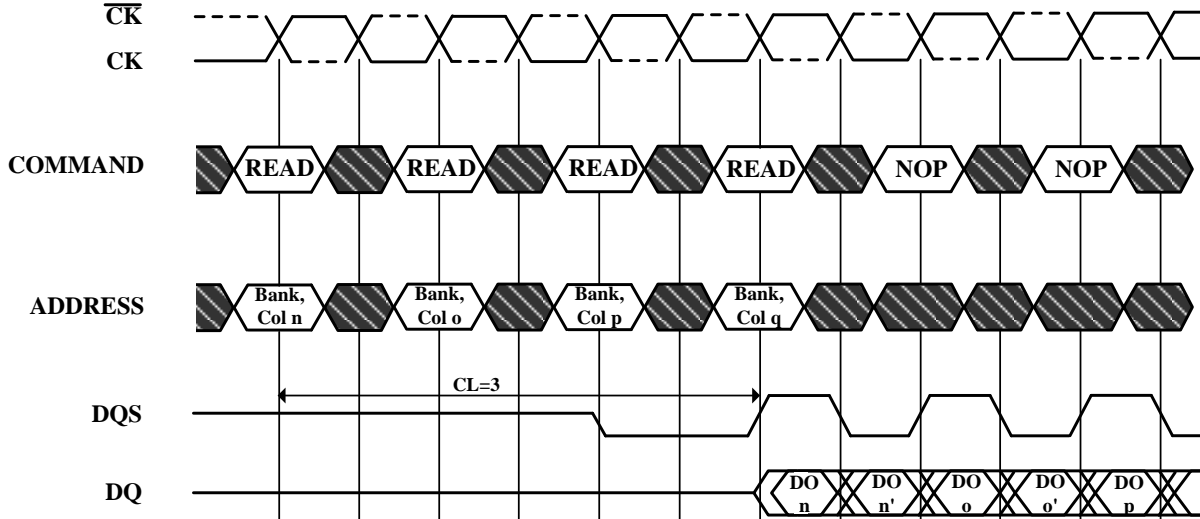 CK
CK
COMMAND READ READ READ READ NOP NOP
ADDRESS Bank, Col n Bank, Col o Bank, Col p Bank, Col q
CL=3
DQS
DQ DO n DO n' DO o DO o' DO p